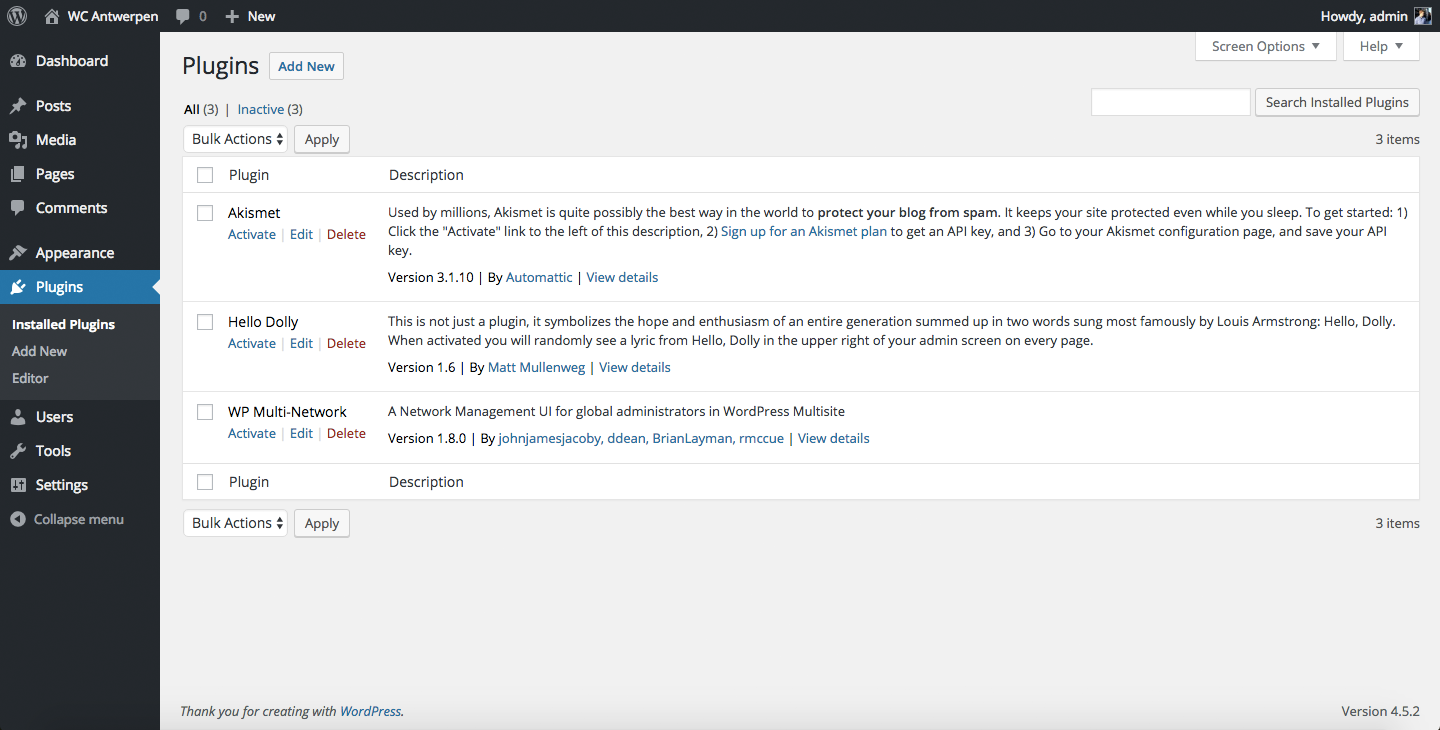 WC Antwerpen 0 New Howdy, admin
Dashboard
Posts
Media
Pages
Comments
Appearance
Plugins
Installed Plugins
Add New
Editor
Users
Tools
Settings
Collapse menu
Screen Options Help
Plugins Add New
All (3) | Inactive (3)
Search Installed Plugins
Bulk Actions Apply 3 items
Plugin Description
Akismet
Activate | Edit | Delete
Used by millions, Akismet is quite possibly the best way in the world to protect your blog from spam. It keeps your site protected even while you sleep. To get started: 1)
Click the "Activate" link to the left of this description, 2) Sign up for an Akismet plan to get an API key, and 3) Go to your Akismet configuration page, and save your API
key.
Version 3.1.10 | By Automattic | View details
Hello Dolly
Activate | Edit | Delete
This is not just a plugin, it symbolizes the hope and enthusiasm of an entire generation summed up in two words sung most famously by Louis Armstrong: Hello, Dolly.
When activated you will randomly see a lyric from Hello, Dolly in the upper right of your admin screen on every page.
Version 1.6 | By Matt Mullenweg | View details
WP Multi-Network
Activate | Edit | Delete
A Network Management UI for global administrators in WordPress Multisite
Version 1.8.0 | By johnjamesjacoby, ddean, BrianLayman, rmccue | View details
Plugin Description
Bulk Actions Apply 3 items
Thank you for creating with WordPress. Version 4.5.2